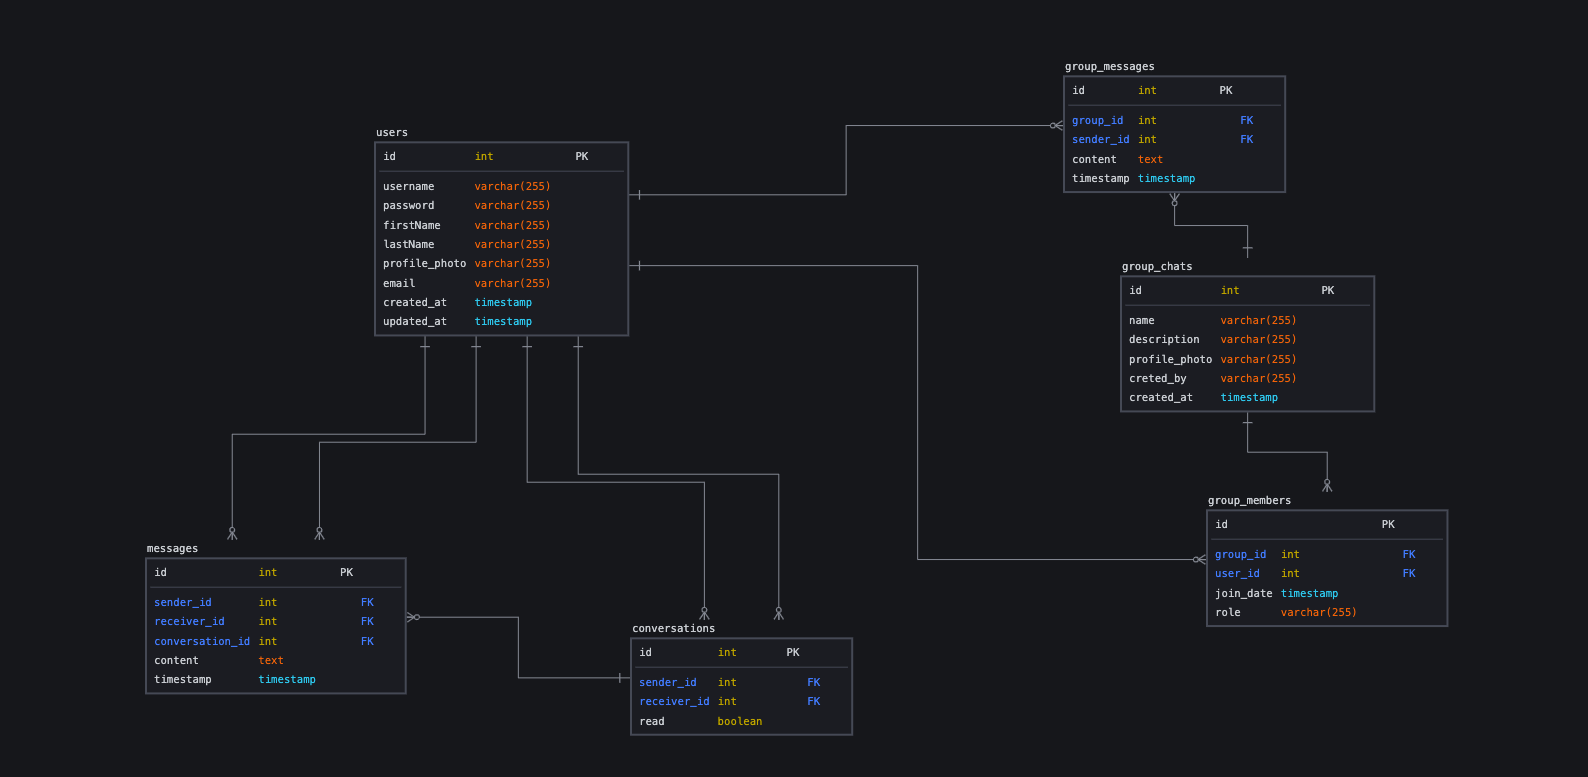 users
id int PK
username varchar(255)
password varchar(255)
firstName varchar(255)
lastName varchar(255)
profile_photo varchar(255)
email varchar(255)
created_at timestamp
updated_at timestamp
group_messages
id int PK
group_id int FK
sender_id int FK
content text
timestamp timestamp
group_chats
id int PK
name varchar(255)
description varchar(255)
profile_photo varchar(255)
creted_by varchar(255)
created_at timestamp
group_members
id PK
group_id int FK
user_id int FK
join_date timestamp
role varchar(255)
messages
id int PK
sender_id int FK
receiver_id int FK
conversation_id int FK
content text
timestamp timestamp
conversations
id int PK
sender_id int FK
receiver_id int FK
read boolean